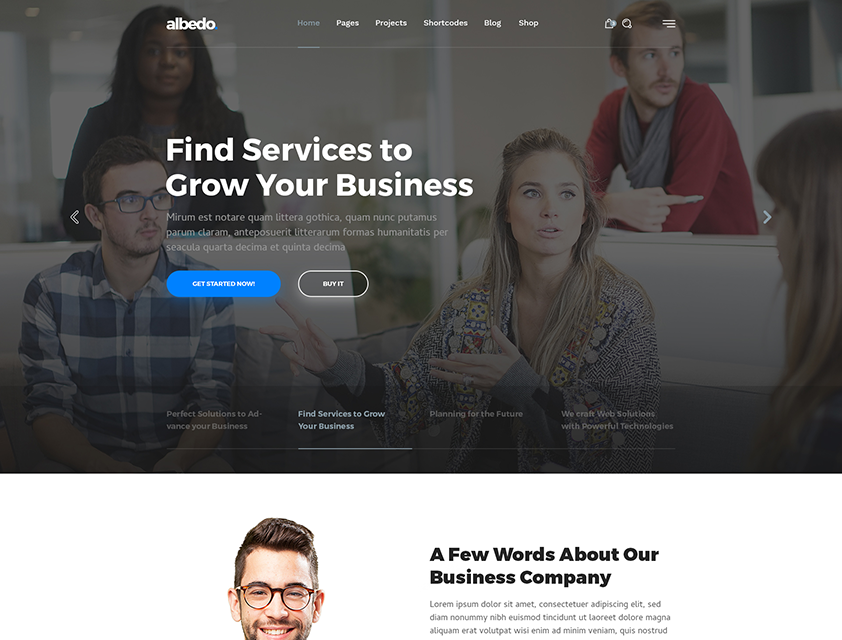 albedo
Home Pages Projects Shortcodes Blog Shop
Find Services to
Grow Your Business
Mirum est notare quam littera gothica, quam nunc putamus
parum claram, anteposuerit litterarum formas humanitatis per
seacula quarta decima et quinta decima
GET STARTED NOW!
BUY IT
Perfect Solutions to Ad-
vance your Business
Find Services to Grow
Your Business
Planning for the Future
We craft Web Solutions
with Powerful Technologies
A Few Words About Our
Business Company
Lorem ipsum dolor sit amet, consectetuer adipiscing elit, sed
diam nonummy nibh euismod tincidunt ut laoreet dolore magna
aliquam erat volutpat wisi enim ad minim veniam, quis nostrud